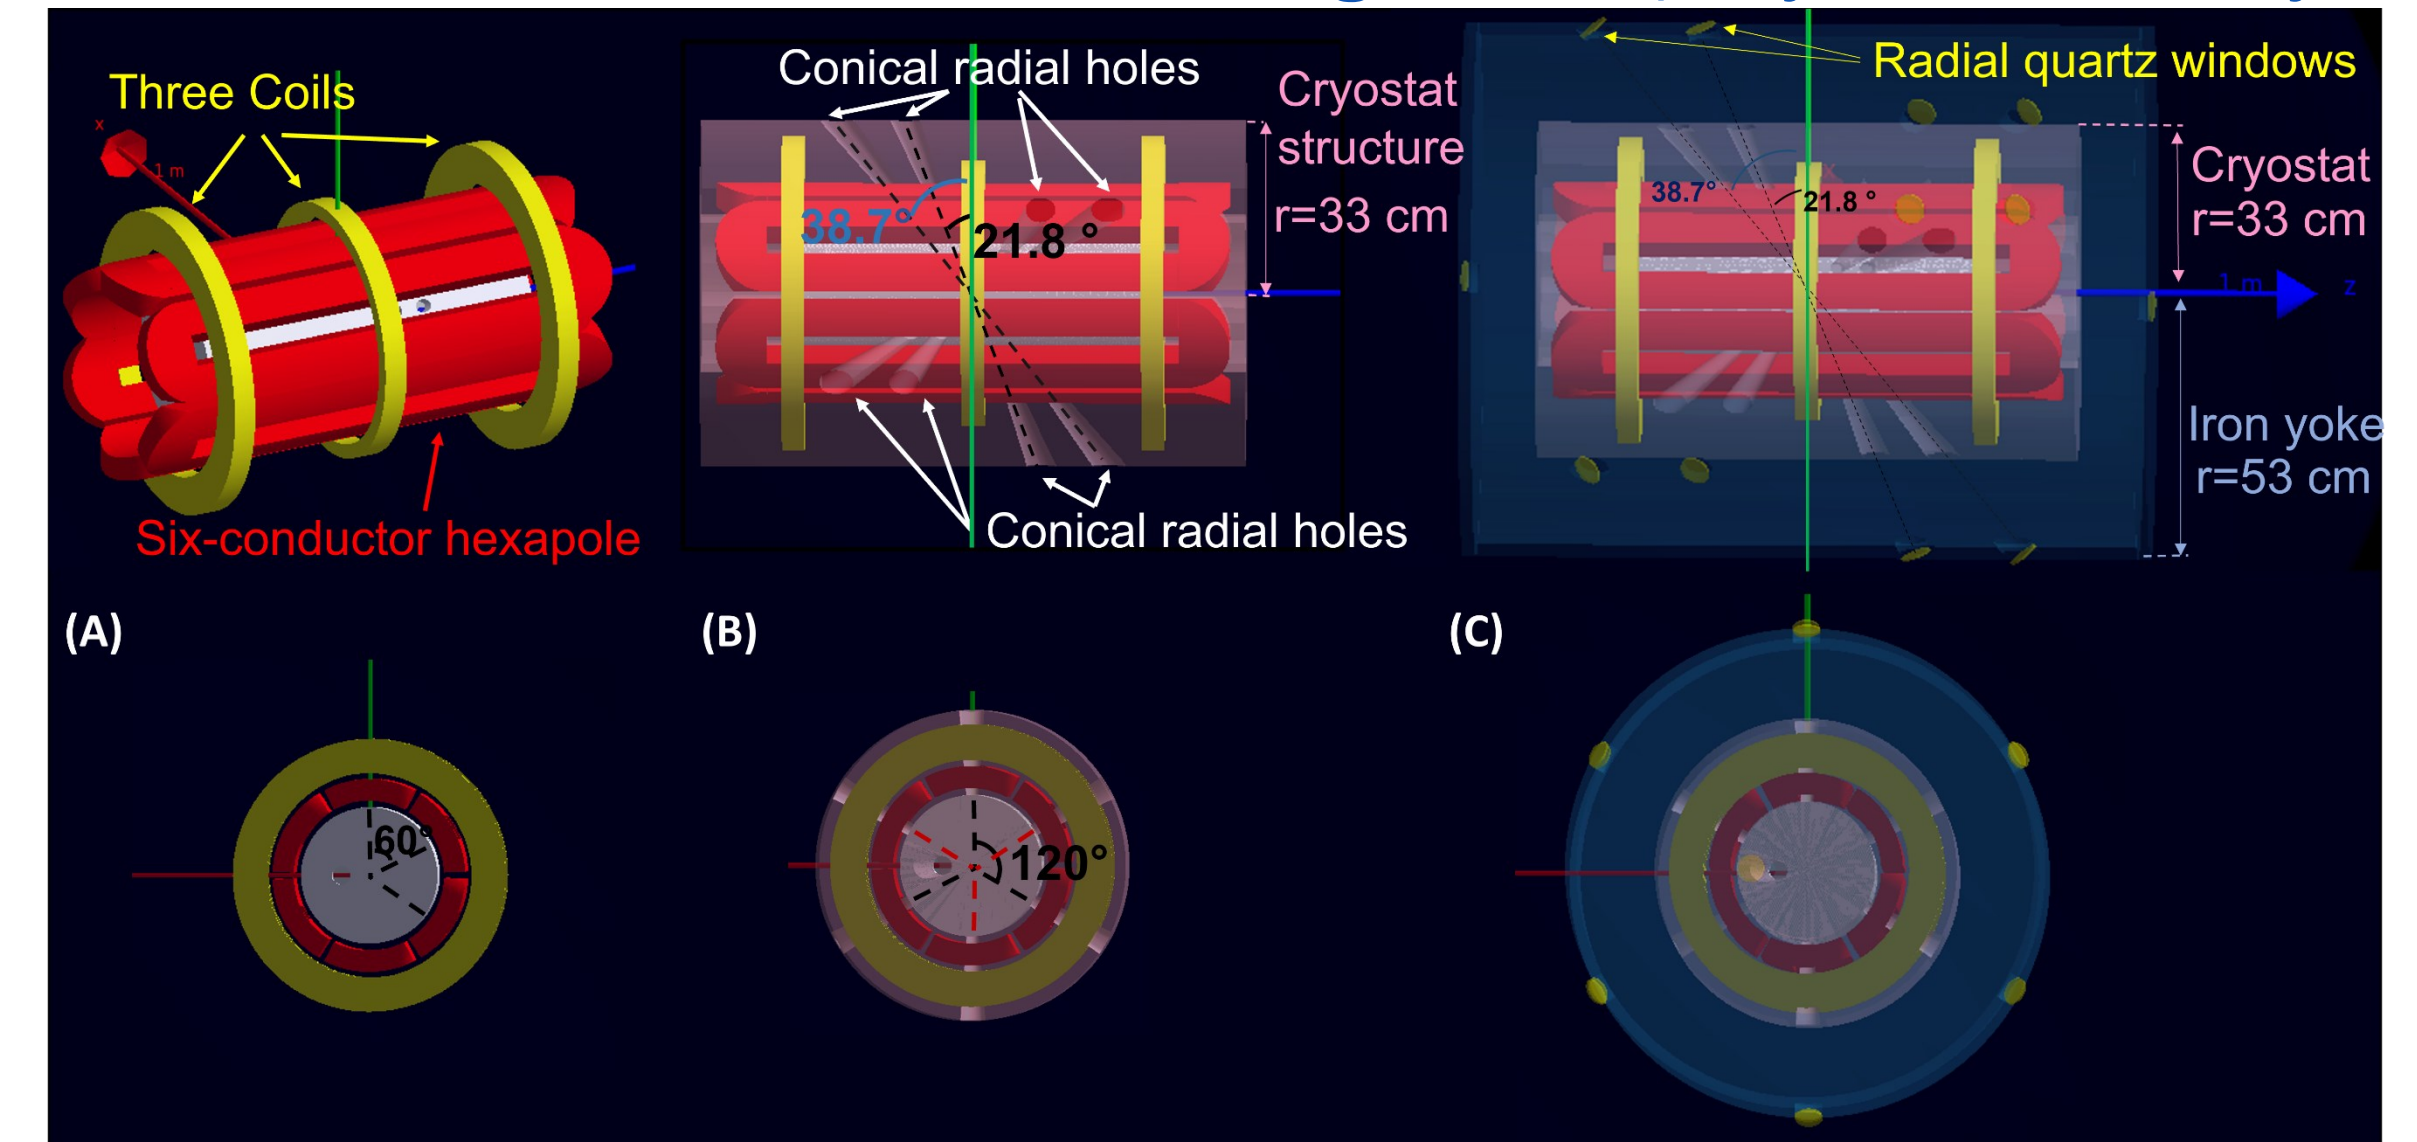 Three Coils
x
1 m
Six-conductor hexapole
Conical radial holes
38.7°
21.8 °
Cryostat
structure
r=33 cm
Conical radial holes
Radial quartz windows
38.7°
21.8 °
x
Cryostat
r=33 cm
1 m
z
Iron yoke
r=53 cm
(A)
(B)
(C)
60°
120°